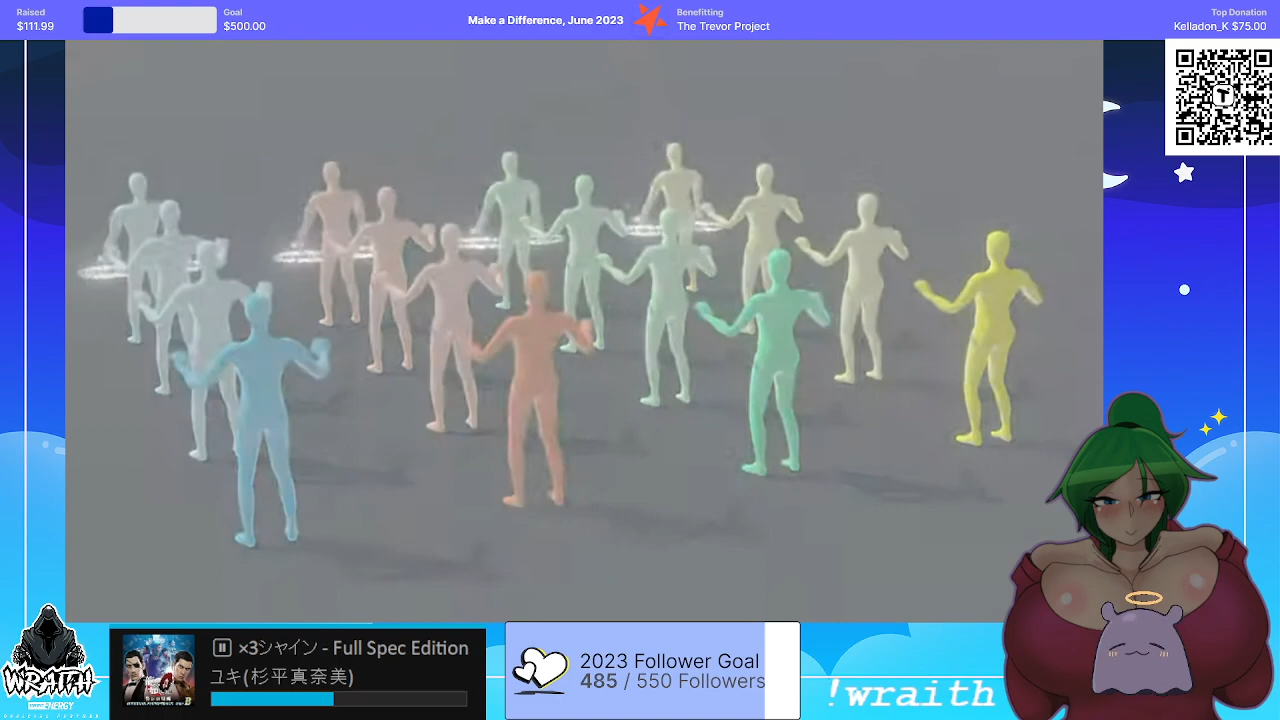 Raised
$111.99
Goal
$500.00
Make a Difference, June 2023
Benefitting
The Trevor Project
Top Donation
Kelladon_K $75.00
×3シャイン - Full Spec Edition
ユキ(杉平真奈美)
2023 Follower Goal
485 / 550 Followers
!wraith
WRAITH
ENERGY